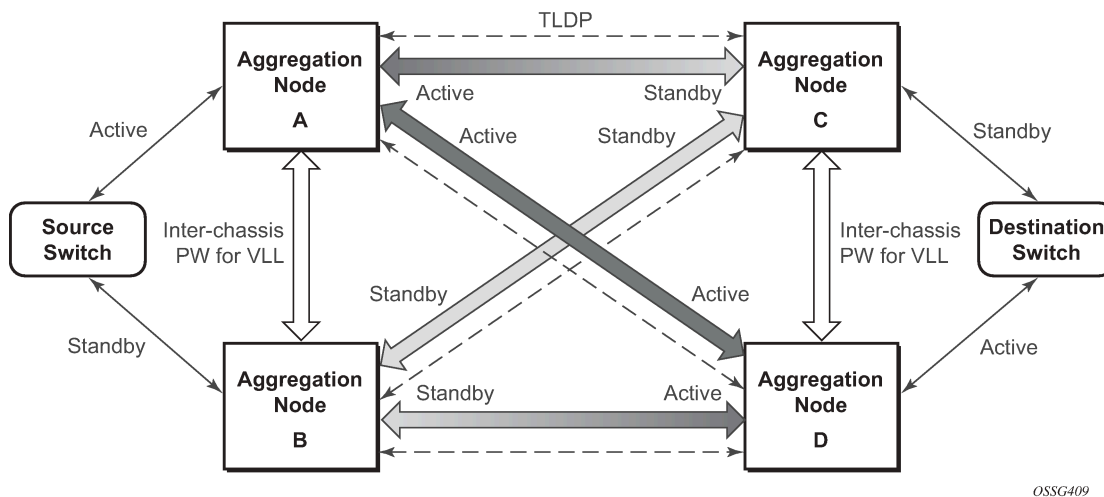 TLDP
Aggregation
Node
A
Aggregation
Node
C
Active
Standby
Active
Standby
Active
Standby
Source
Switch
Inter-chassis
PW for VLL
Inter-chassis
PW for VLL
Destination
Switch
Standby
Active
Standby
Active
Aggregation
Node
B
Standby
Active
Aggregation
Node
D
OSSG409